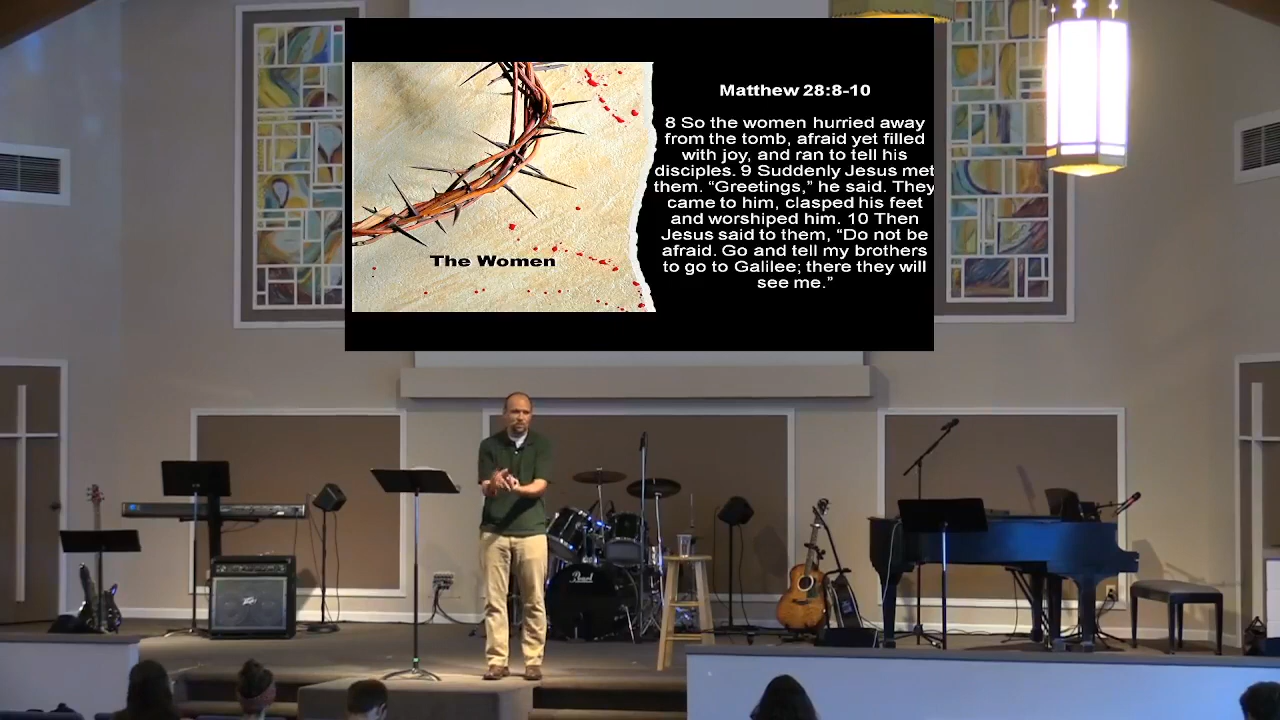 Matthew 28:8-10
8 So the women hurried away
from the tomb, afraid yet filled
with joy, and ran to tell his
disciples. 9 Suddenly Jesus met
them. “Greetings,” he said. They
came to him, clasped his feet
and worshiped him. 10 Then
Jesus said to them, “Do not be
afraid. Go and tell my brothers
to go to Galilee; there they will
see me.”
The Women
Pearl
PEAVEY